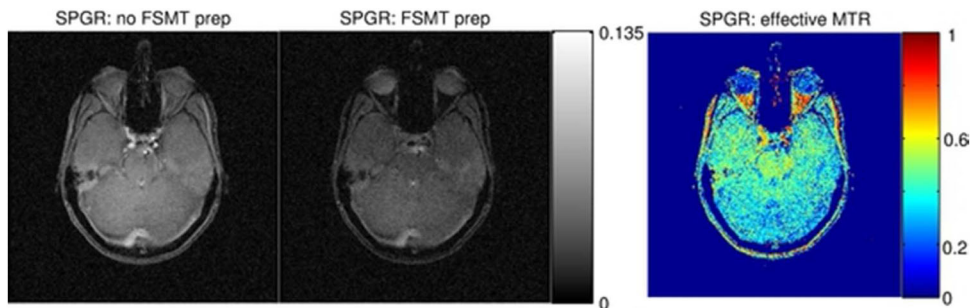 SPGR: no FSMT prep
SPGR: FSMT prep
SPGR: effective MTR
0.135
0
1
0.6
0.2
0